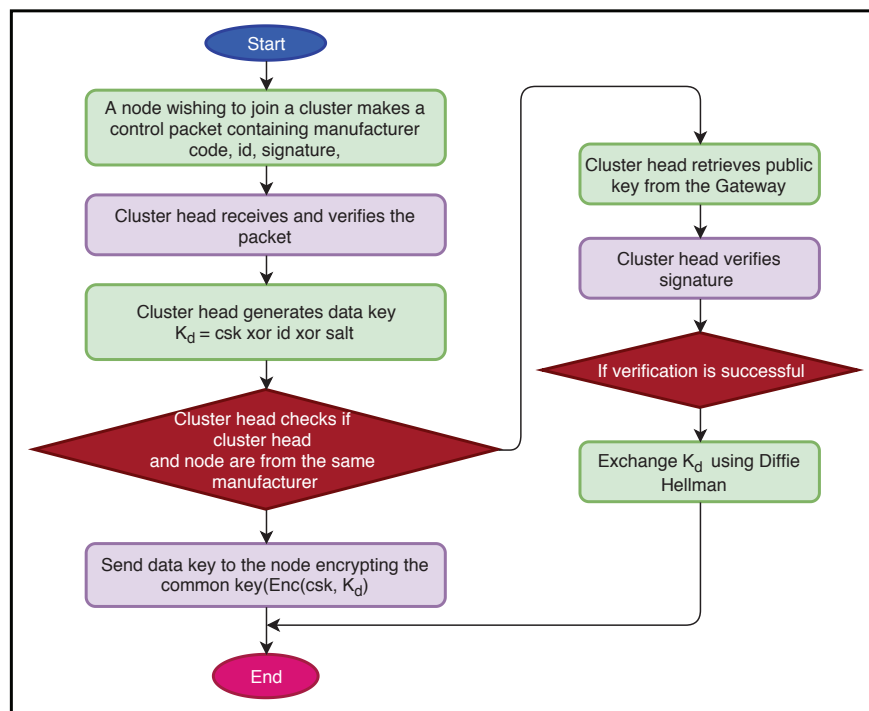 Start
A node wishing to join a cluster makes a
control packet containing manufacturer
code, id, signature,
Cluster head receives and verifies the
packet
Cluster head generates data key
K_d = csk xor id xor salt
Cluster head checks if
cluster head
and node are from the same
manufacturer
Send data key to the node encrypting the
common key(Enc(csk, K_d)
End
Cluster head retrieves public
key from the Gateway
Cluster head verifies
signature
If verification is successful
Exchange K_d using Diffie
Hellman